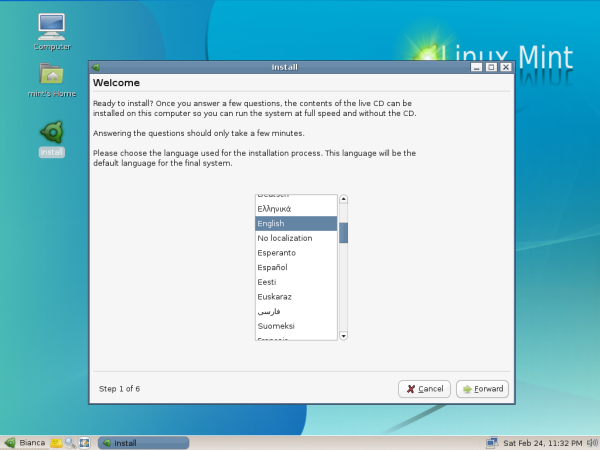 Computer
mint's Home
Install
Linux Mint
Install
Welcome
Ready to install? Once you answer a few questions, the contents of the live CD can be
installed on this computer so you can run the system at full speed and without the CD.
Answering the questions should only take a few minutes.
Please choose the language used for the installation process. This language will be the
default language for the final system.
Ελληνικά
English
No localization
Esperanto
Español
Eesti
Euskaraz
فارسی
Suomeksi
Step 1 of 6
Cancel
Forward
Bianca
Install
Sat Feb 24, 11:32 PM